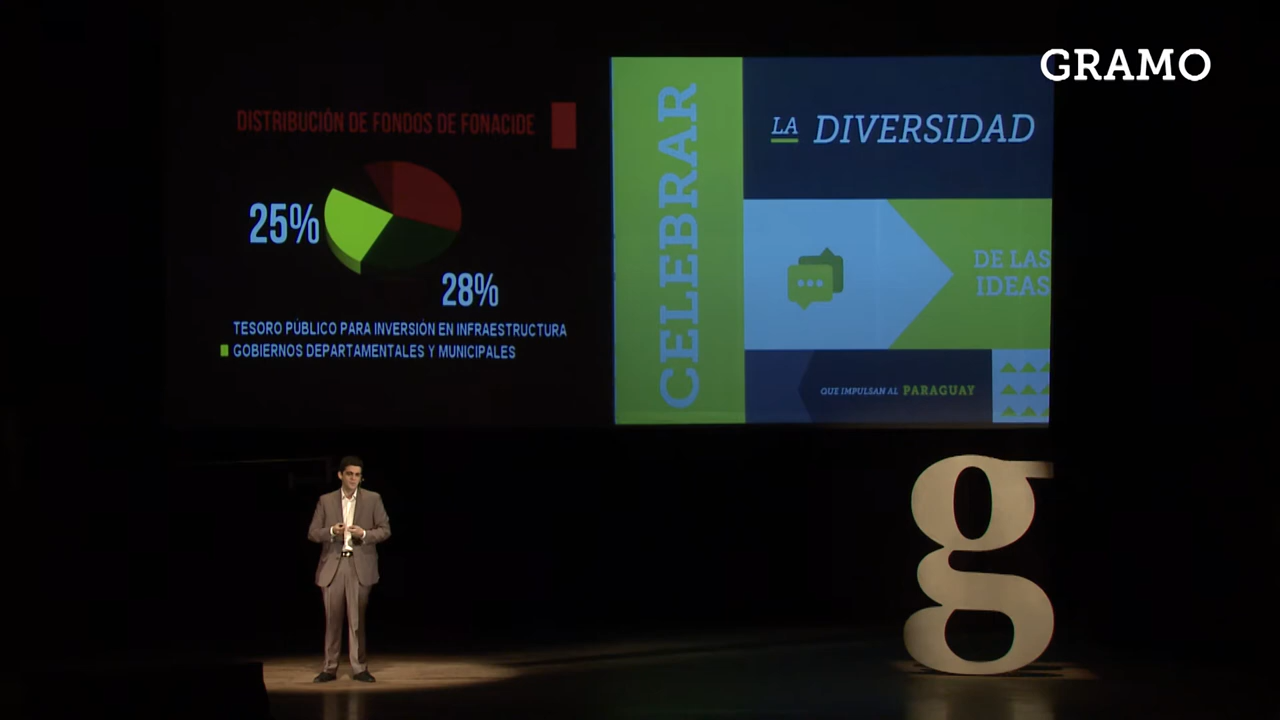 GRAMO
DISTRIBUCIÓN DE FONDOS DE FONACIDE
25%
28%
TESORO PÚBLICO PARA INVERSIÓN EN INFRAESTRUCTURA
GOBIERNOS DEPARTAMENTALES Y MUNICIPALES
CELEBRAR
LA DIVERSIDAD
DE LAS
IDEAS
QUE IMPULSAN AL PARAGUAY
g